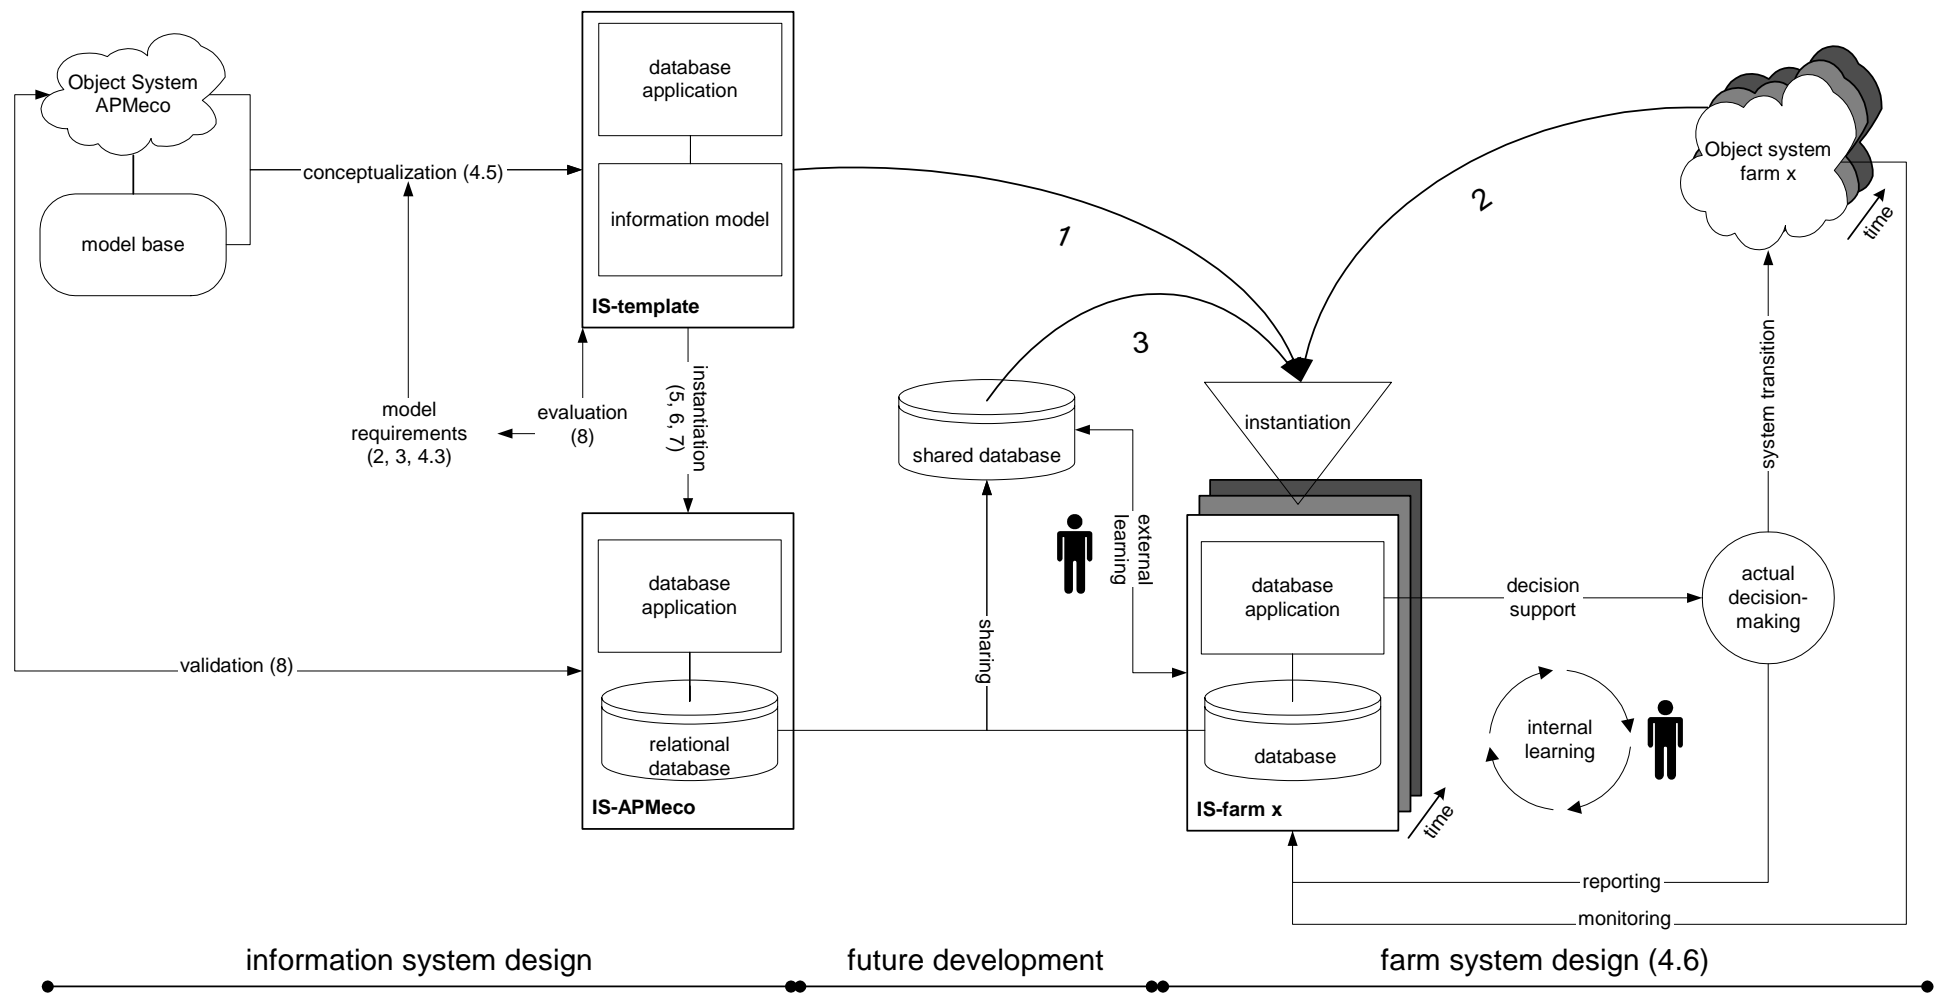 Object System
APMeco
model base
conceptualization (4.5)
model
requirements
(2, 3, 4.3)
evaluation
(8)
validation (8)
database
application
information model
IS-template
instantiation
(5, 6, 7)
database
application
relational
database
IS-APMeco
1
2
3
shared database
sharing
external
learning
instantiation
database
application
database
IS-farm x
time
decision
support
actual
decision-
making
internal
learning
system transition
Object system
farm x
time
reporting
monitoring
information system design
future development
farm system design (4.6)